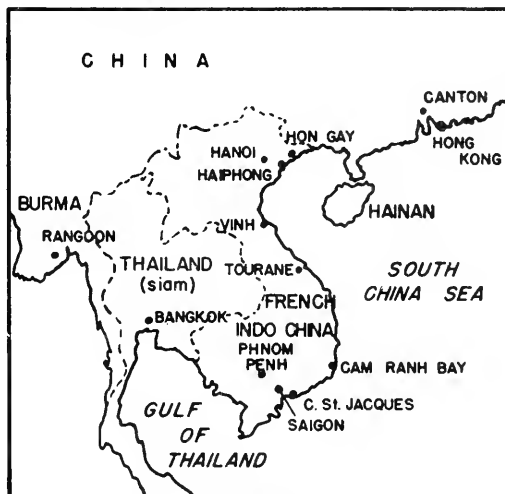 CHINA
CANTON
HONG
KONG
HON GAY
HANOI
HAIPHONG
HAINAN
BURMA
RANGOON
VINH
THAILAND
(siam)
TOURANE
SOUTH
CHINA SEA
FRENCH
INDO CHINA
BANGKOK
PHNOM
PENH
CAM RANH BAY
C. St. JACQUES
SAIGON
GULF
OF
THAILAND